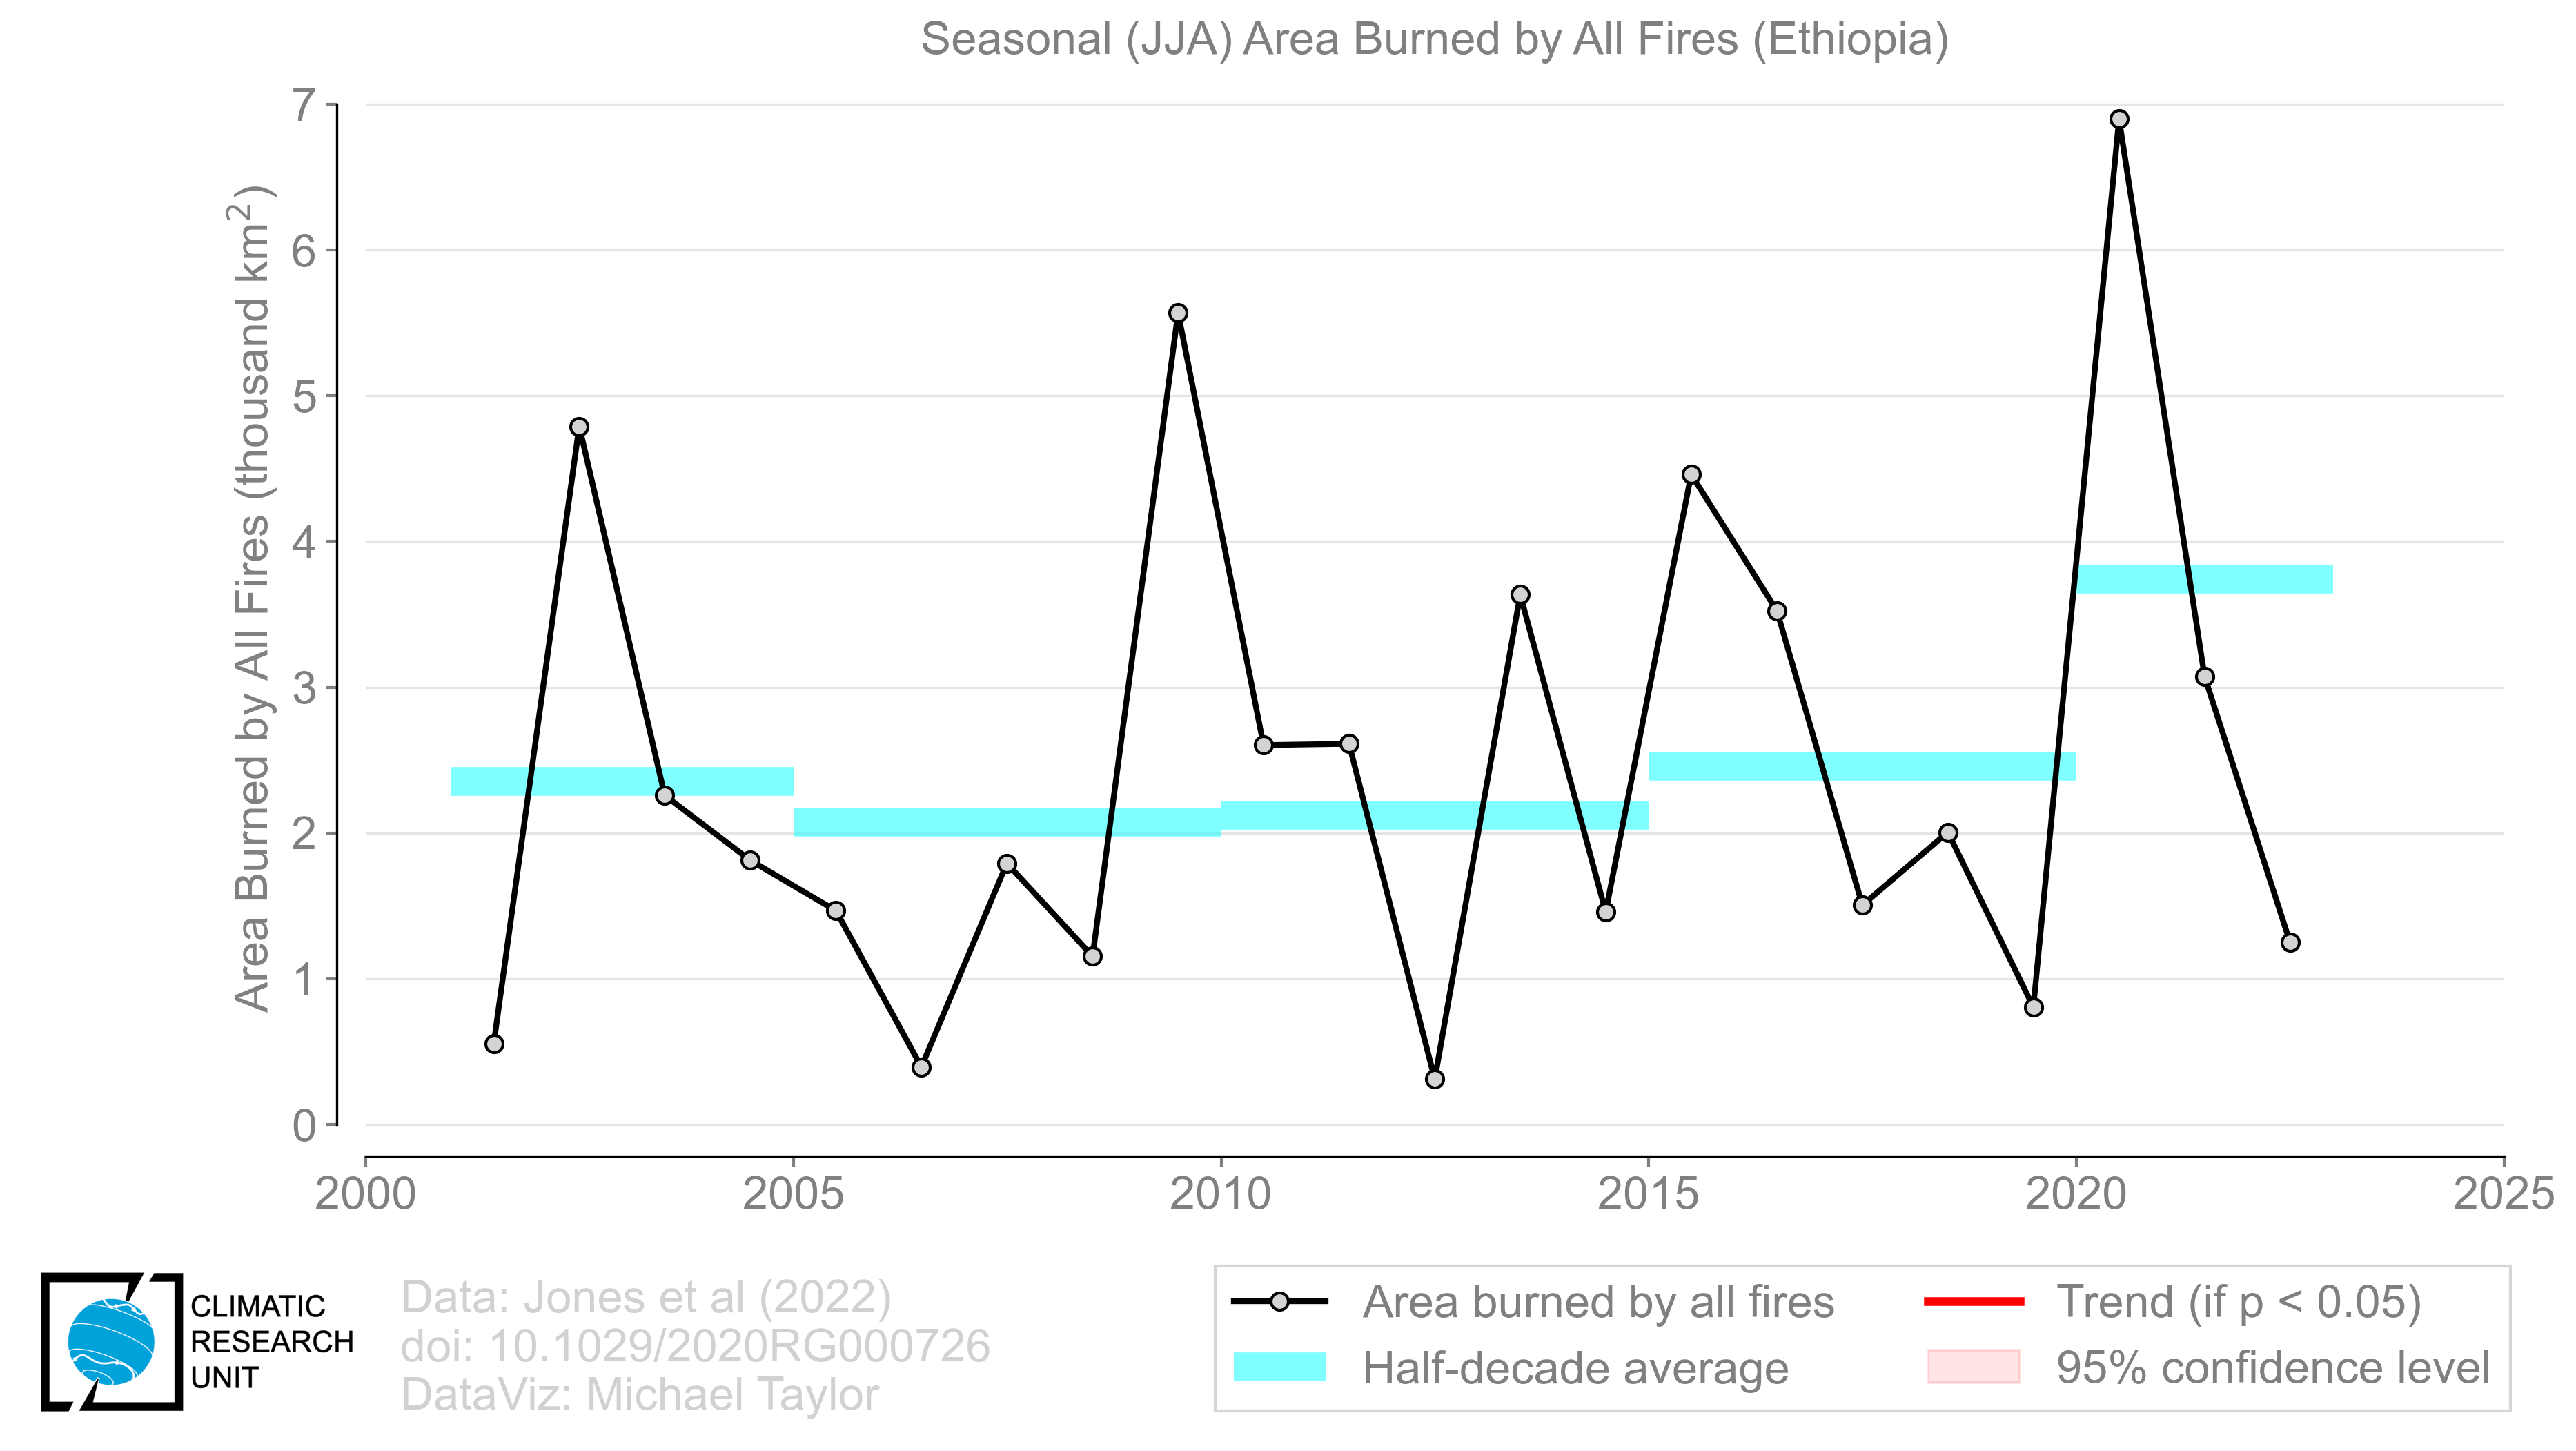 Seasonal (JJA) Area Burned by All Fires (Ethiopia)
Area Burned by All Fires (thousand km²)
7
6
5
4
3
2
1
0
2000 2005 2010 2015 2020 2025
CLIMATIC
RESEARCH
UNIT
Data: Jones et al (2022)
doi: 10.1029/2020RG000726
DataViz: Michael Taylor
Area burned by all fires
Half-decade average
Trend (if p < 0.05)
95% confidence level